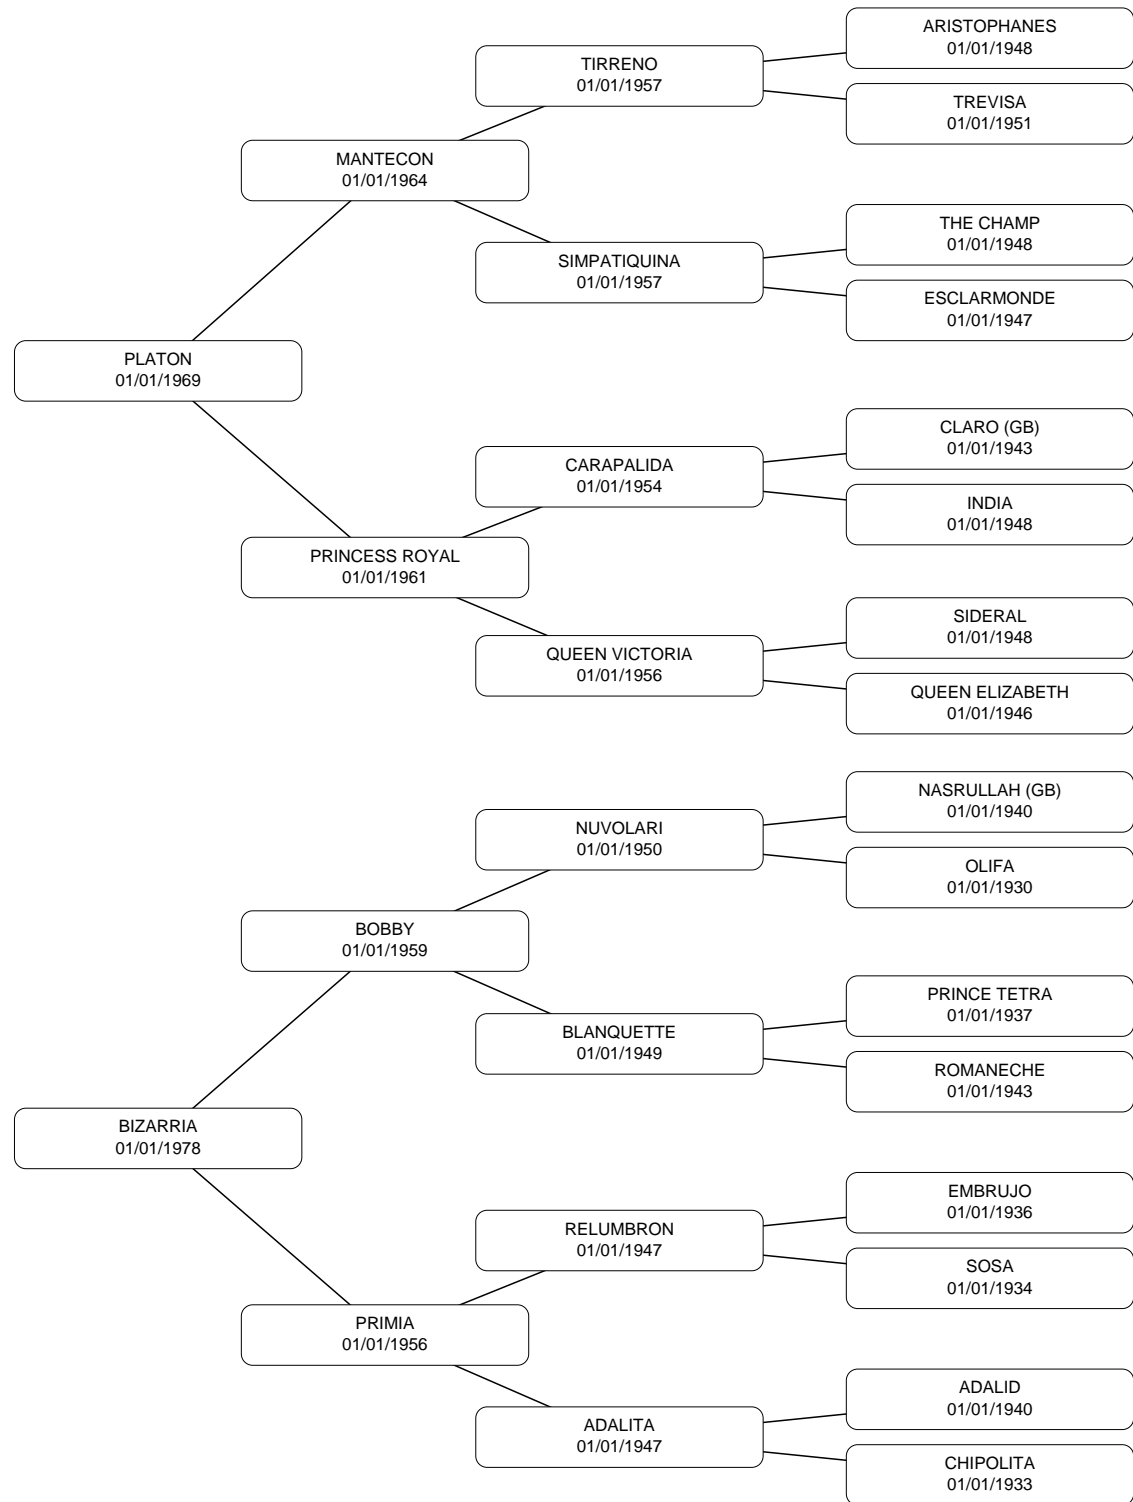 ARISTOPHANES
01/01/1948
TIRRENO
01/01/1957
TREVISA
01/01/1951
MANTECON
01/01/1964
THE CHAMP
01/01/1948
SIMPATIQUINA
01/01/1957
ESCLARMONDE
01/01/1947
PLATON
01/01/1969
CLARO (GB)
01/01/1943
CARAPALIDA
01/01/1954
INDIA
01/01/1948
PRINCESS ROYAL
01/01/1961
SIDERAL
01/01/1948
QUEEN VICTORIA
01/01/1956
QUEEN ELIZABETH
01/01/1946
NASRULLAH (GB)
01/01/1940
NUVOLARI
01/01/1950
OLIFA
01/01/1930
BOBBY
01/01/1959
PRINCE TETRA
01/01/1937
BLANQUETTE
01/01/1949
ROMANECHE
01/01/1943
BIZARRIA
01/01/1978
EMBRUJO
01/01/1936
RELUMBRON
01/01/1947
SOSA
01/01/1934
PRIMIA
01/01/1956
ADALID
01/01/1940
ADALITA
01/01/1947
CHIPOLITA
01/01/1933